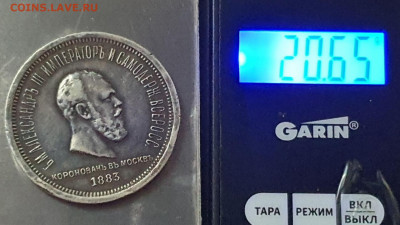 COINS.LAVE.RU
Б. М. АЛЕКСАНДРЪ III ИМПЕРАТОРЪ И САМОДЕРЖ. ВСЕРОСС.
КОРОНОВАНЪ ВЪ МОСКВѢ
1883
20.65
GARIN®
ТАРА
РЕЖИМ
ВКЛ
ВЫКЛ